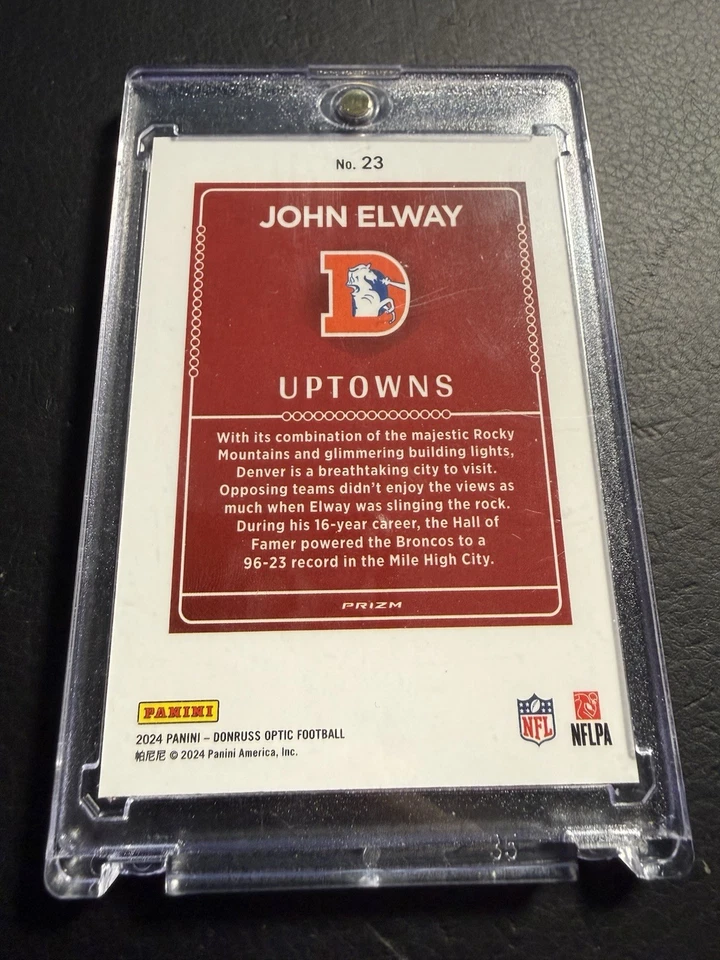 No. 23
JOHN ELWAY
D
UPTOWNS
With its combination of the majestic Rocky
Mountains and glimmering building lights,
Denver is a breathtaking city to visit.
Opposing teams didn't enjoy the views as
much when Elway was slinging the rock.
During his 16-year career, the Hall of
Famer powered the Broncos to a
96-23 record in the Mile High City.
PRIZM
PANINI
NFL
NFLPA
2024 PANINI – DONRUSS OPTIC FOOTBALL
帕尼尼 © 2024 Panini America, Inc.
35